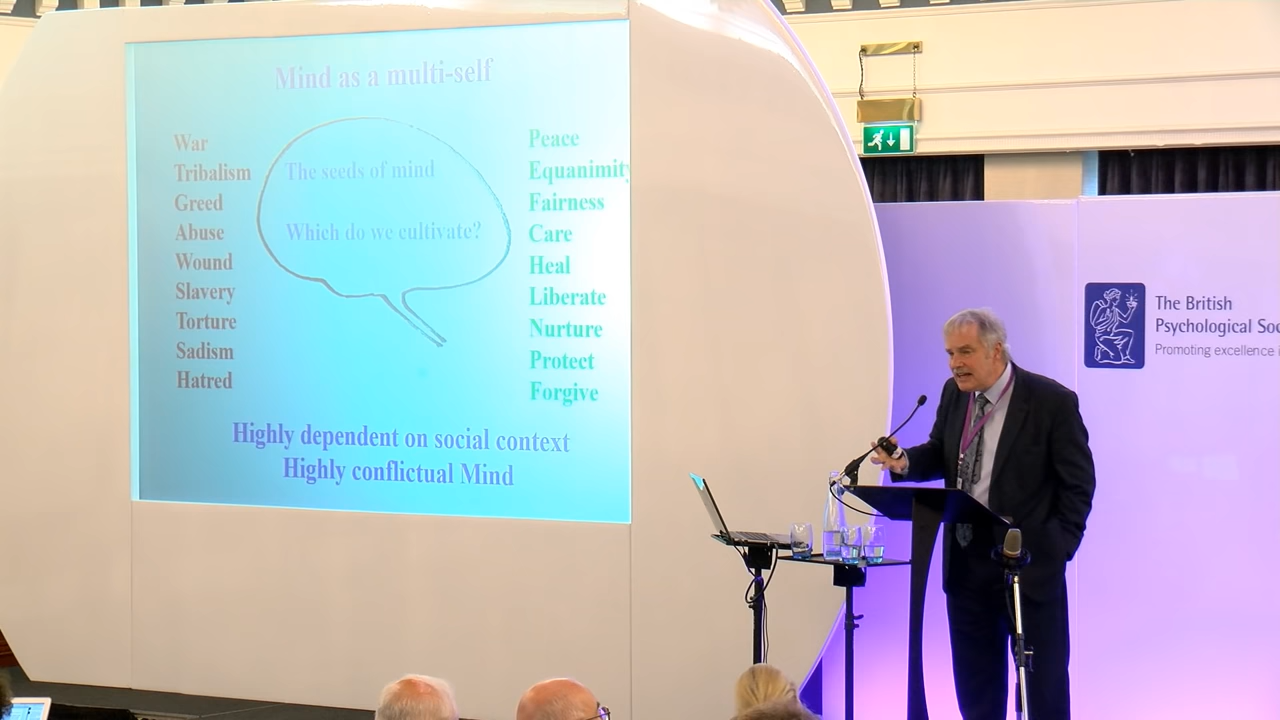 Mind as a multi-self
War
Tribalism
Greed
Abuse
Wound
Slavery
Torture
Sadism
Hatred
The seeds of mind
Which do we cultivate?
Peace
Equanimity
Fairness
Care
Heal
Liberate
Nurture
Protect
Forgive
Highly dependent on social context
Highly conflictual Mind
The British
Psychological Soc
Promoting excellence i